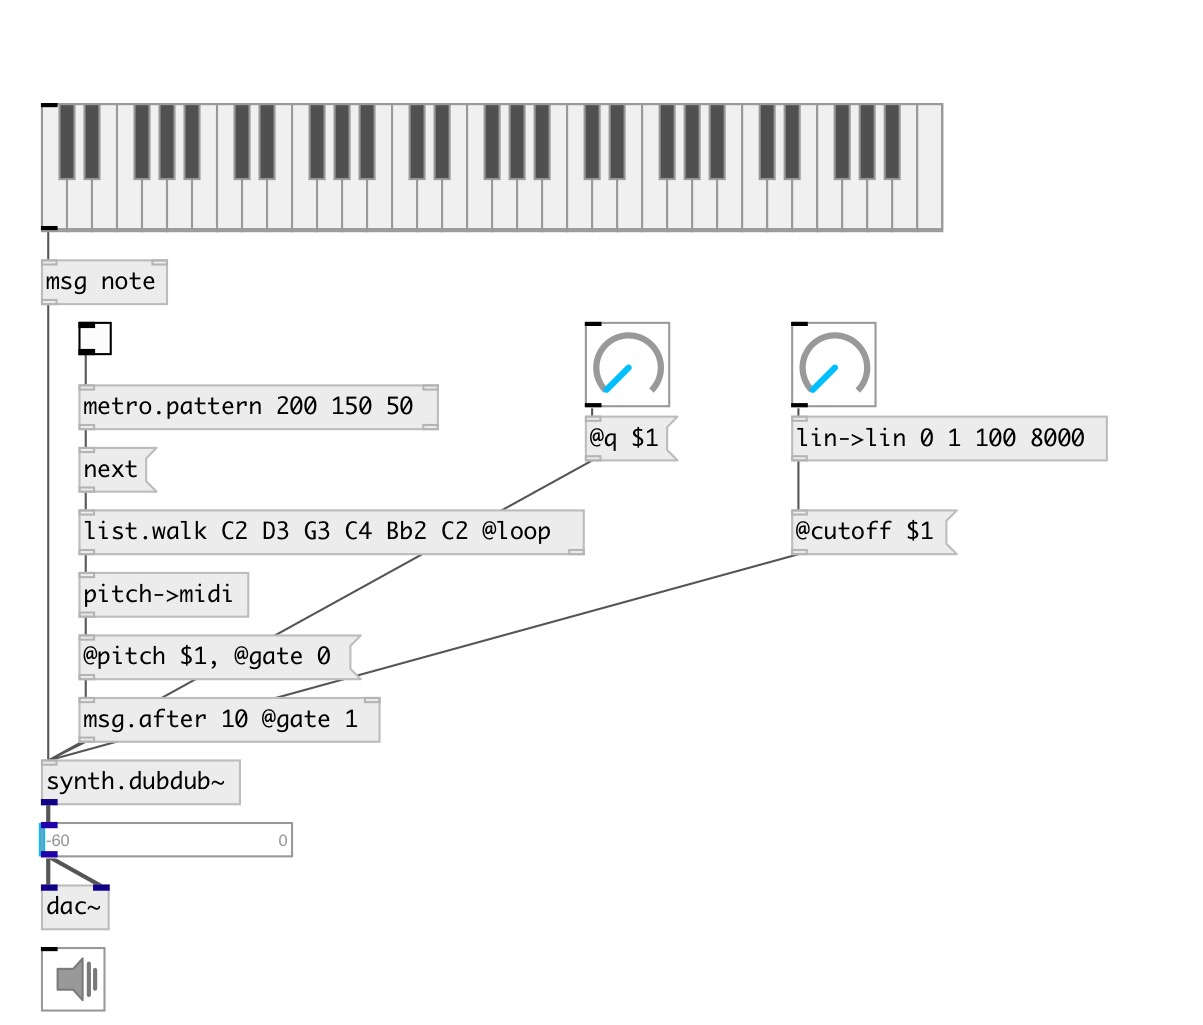 msg note
metro.pattern 200 150 50
@q $1
lin->lin 0 1 100 8000
next
list.walk C2 D3 G3 C4 Bb2 C2 @loop
@cutoff $1
pitch->midi
@pitch $1, @gate 0
msg.after 10 @gate 1
synth.dubdub~
-60 0
dac~